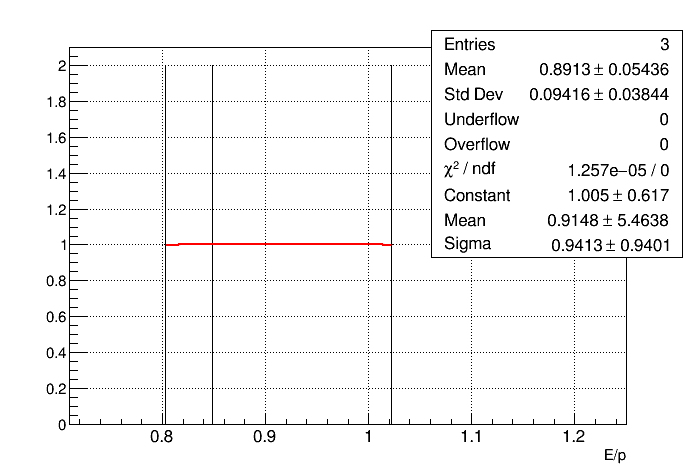 Entries 3
Mean 0.8913 ± 0.05436
Std Dev 0.09416 ± 0.03844
Underflow 0
Overflow 0
χ² / ndf 1.257e−05 / 0
Constant 1.005 ± 0.617
Mean 0.9148 ± 5.4638
Sigma 0.9413 ± 0.9401
2
1.8
1.6
1.4
1.2
1
0.8
0.6
0.4
0.2
0
0.8 0.9 1 1.1 1.2
E/p